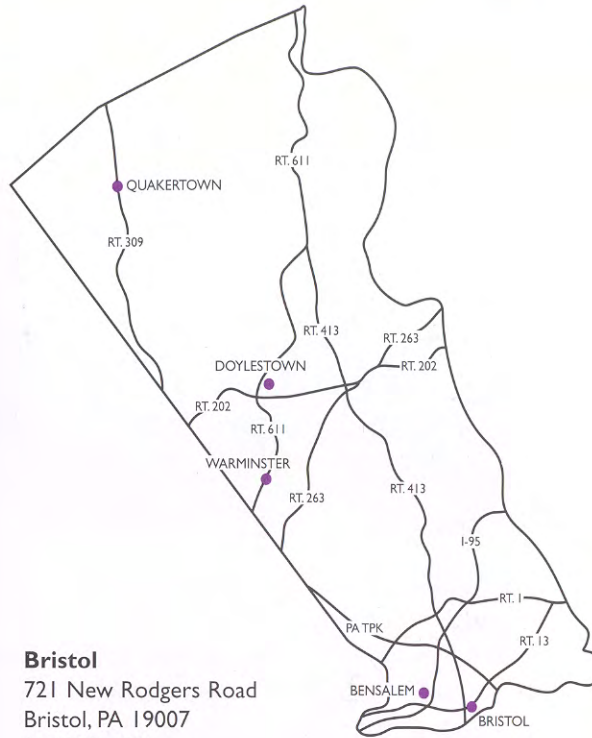 RT. 611
QUAKERTOWN
RT. 309
RT. 413
RT. 263
DOYLESTOWN
RT. 202
RT. 202
RT. 611
WARMINSTER
RT. 263
RT. 413
I-95
RT. 1
PA TPK
RT. 13
BENSALEM
BRISTOL
Bristol
721 New Rodgers Road
Bristol, PA 19007